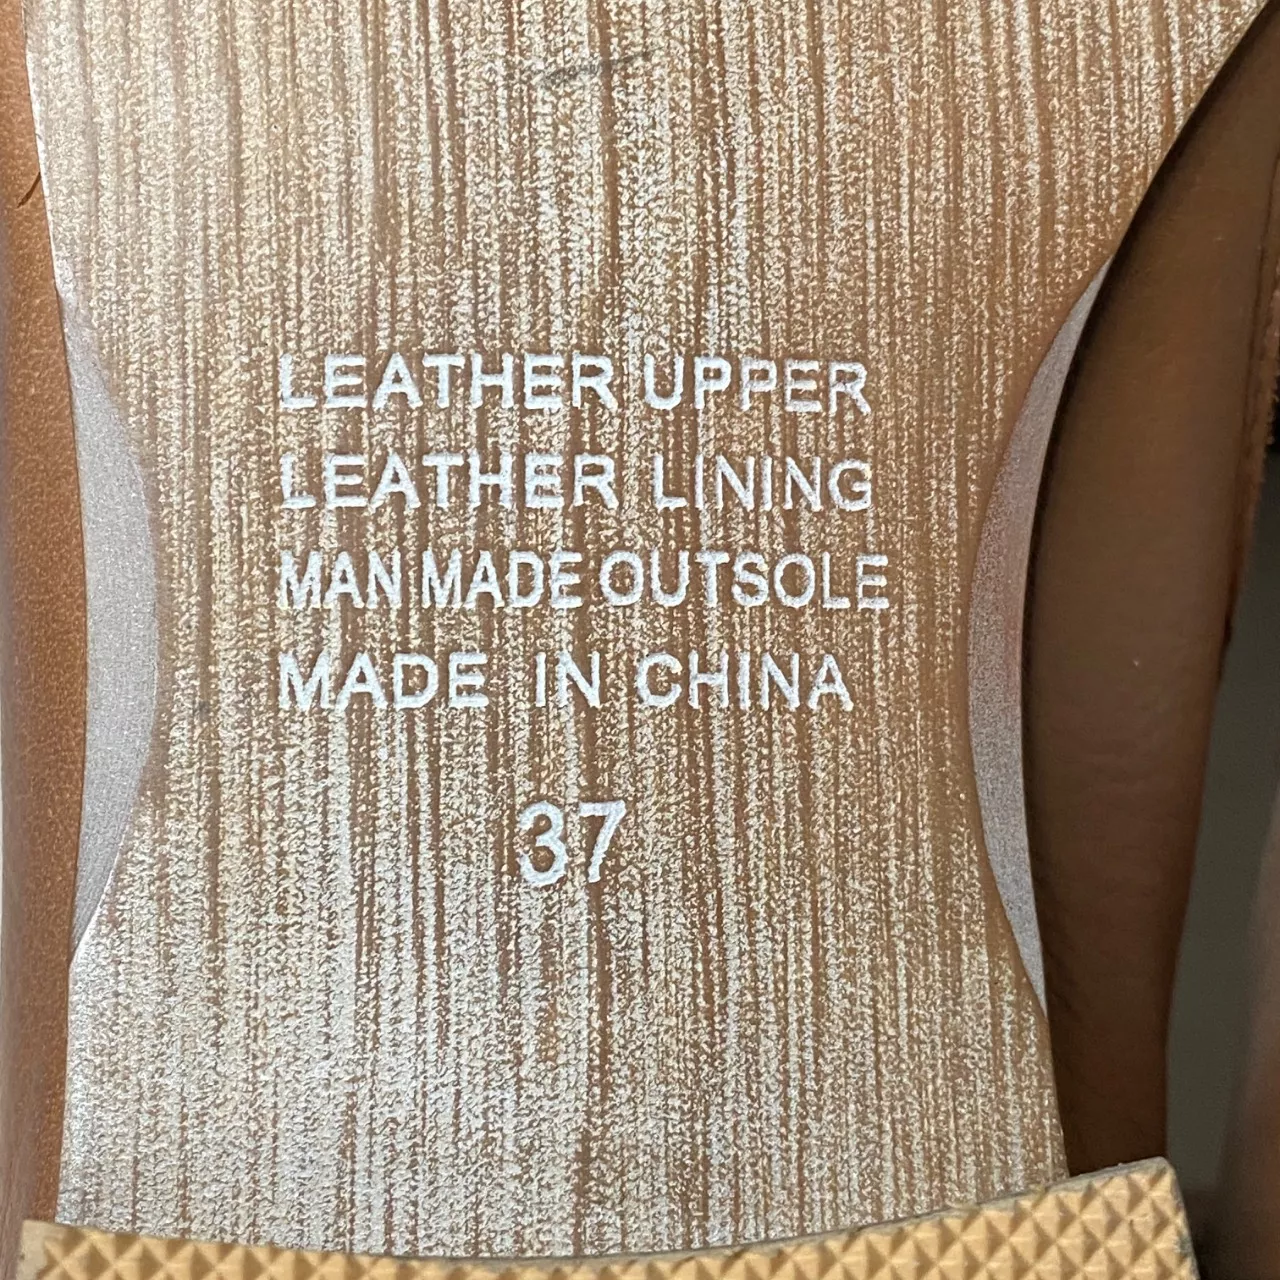 LEATHER UPPER
LEATHER LINING
MAN MADE OUTSOLE
MADE IN CHINA
37